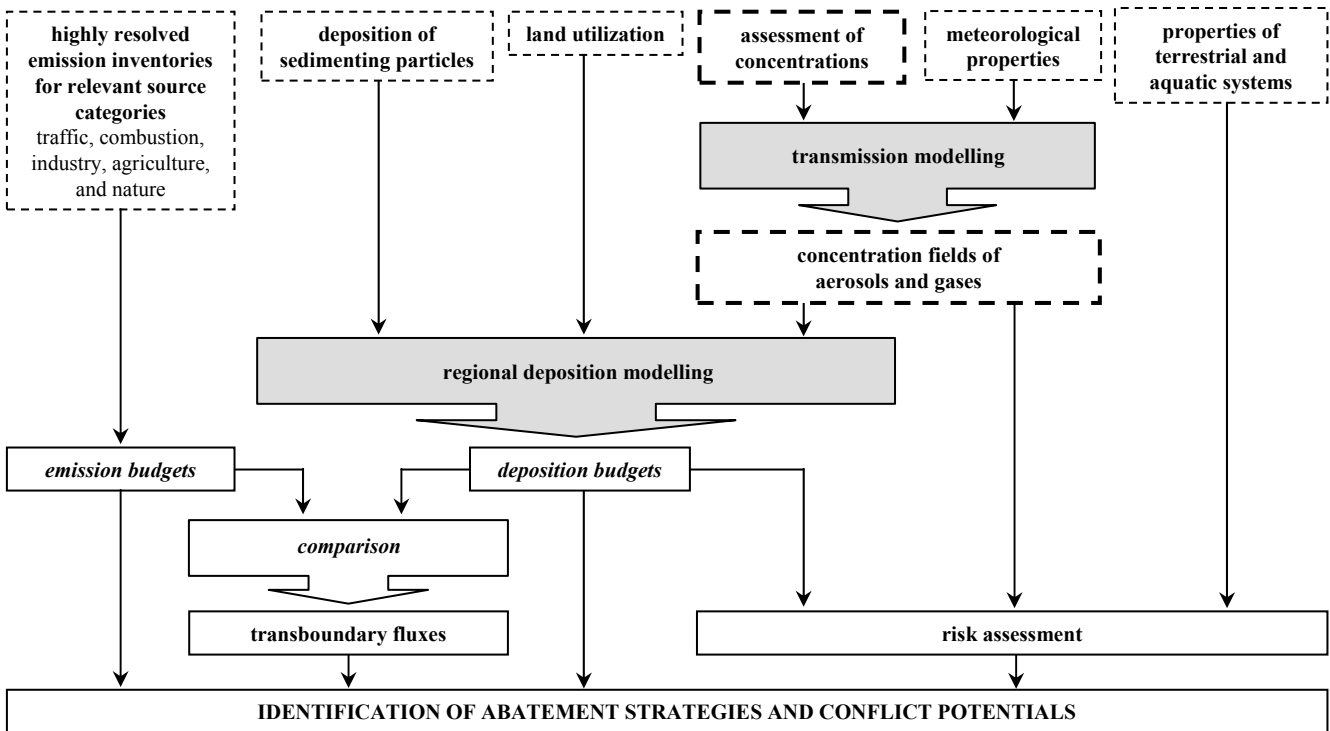 highly resolved
emission inventories
for relevant source
categories
traffic, combustion,
industry, agriculture,
and nature
deposition of
sedimenting particles
land utilization
assessment of
concentrations
meteorological
properties
properties of
terrestrial and
aquatic systems
transmission modelling
concentration fields of
aerosols and gases
regional deposition modelling
emission budgets
deposition budgets
comparison
transboundary fluxes
risk assessment
IDENTIFICATION OF ABATEMENT STRATEGIES AND CONFLICT POTENTIALS